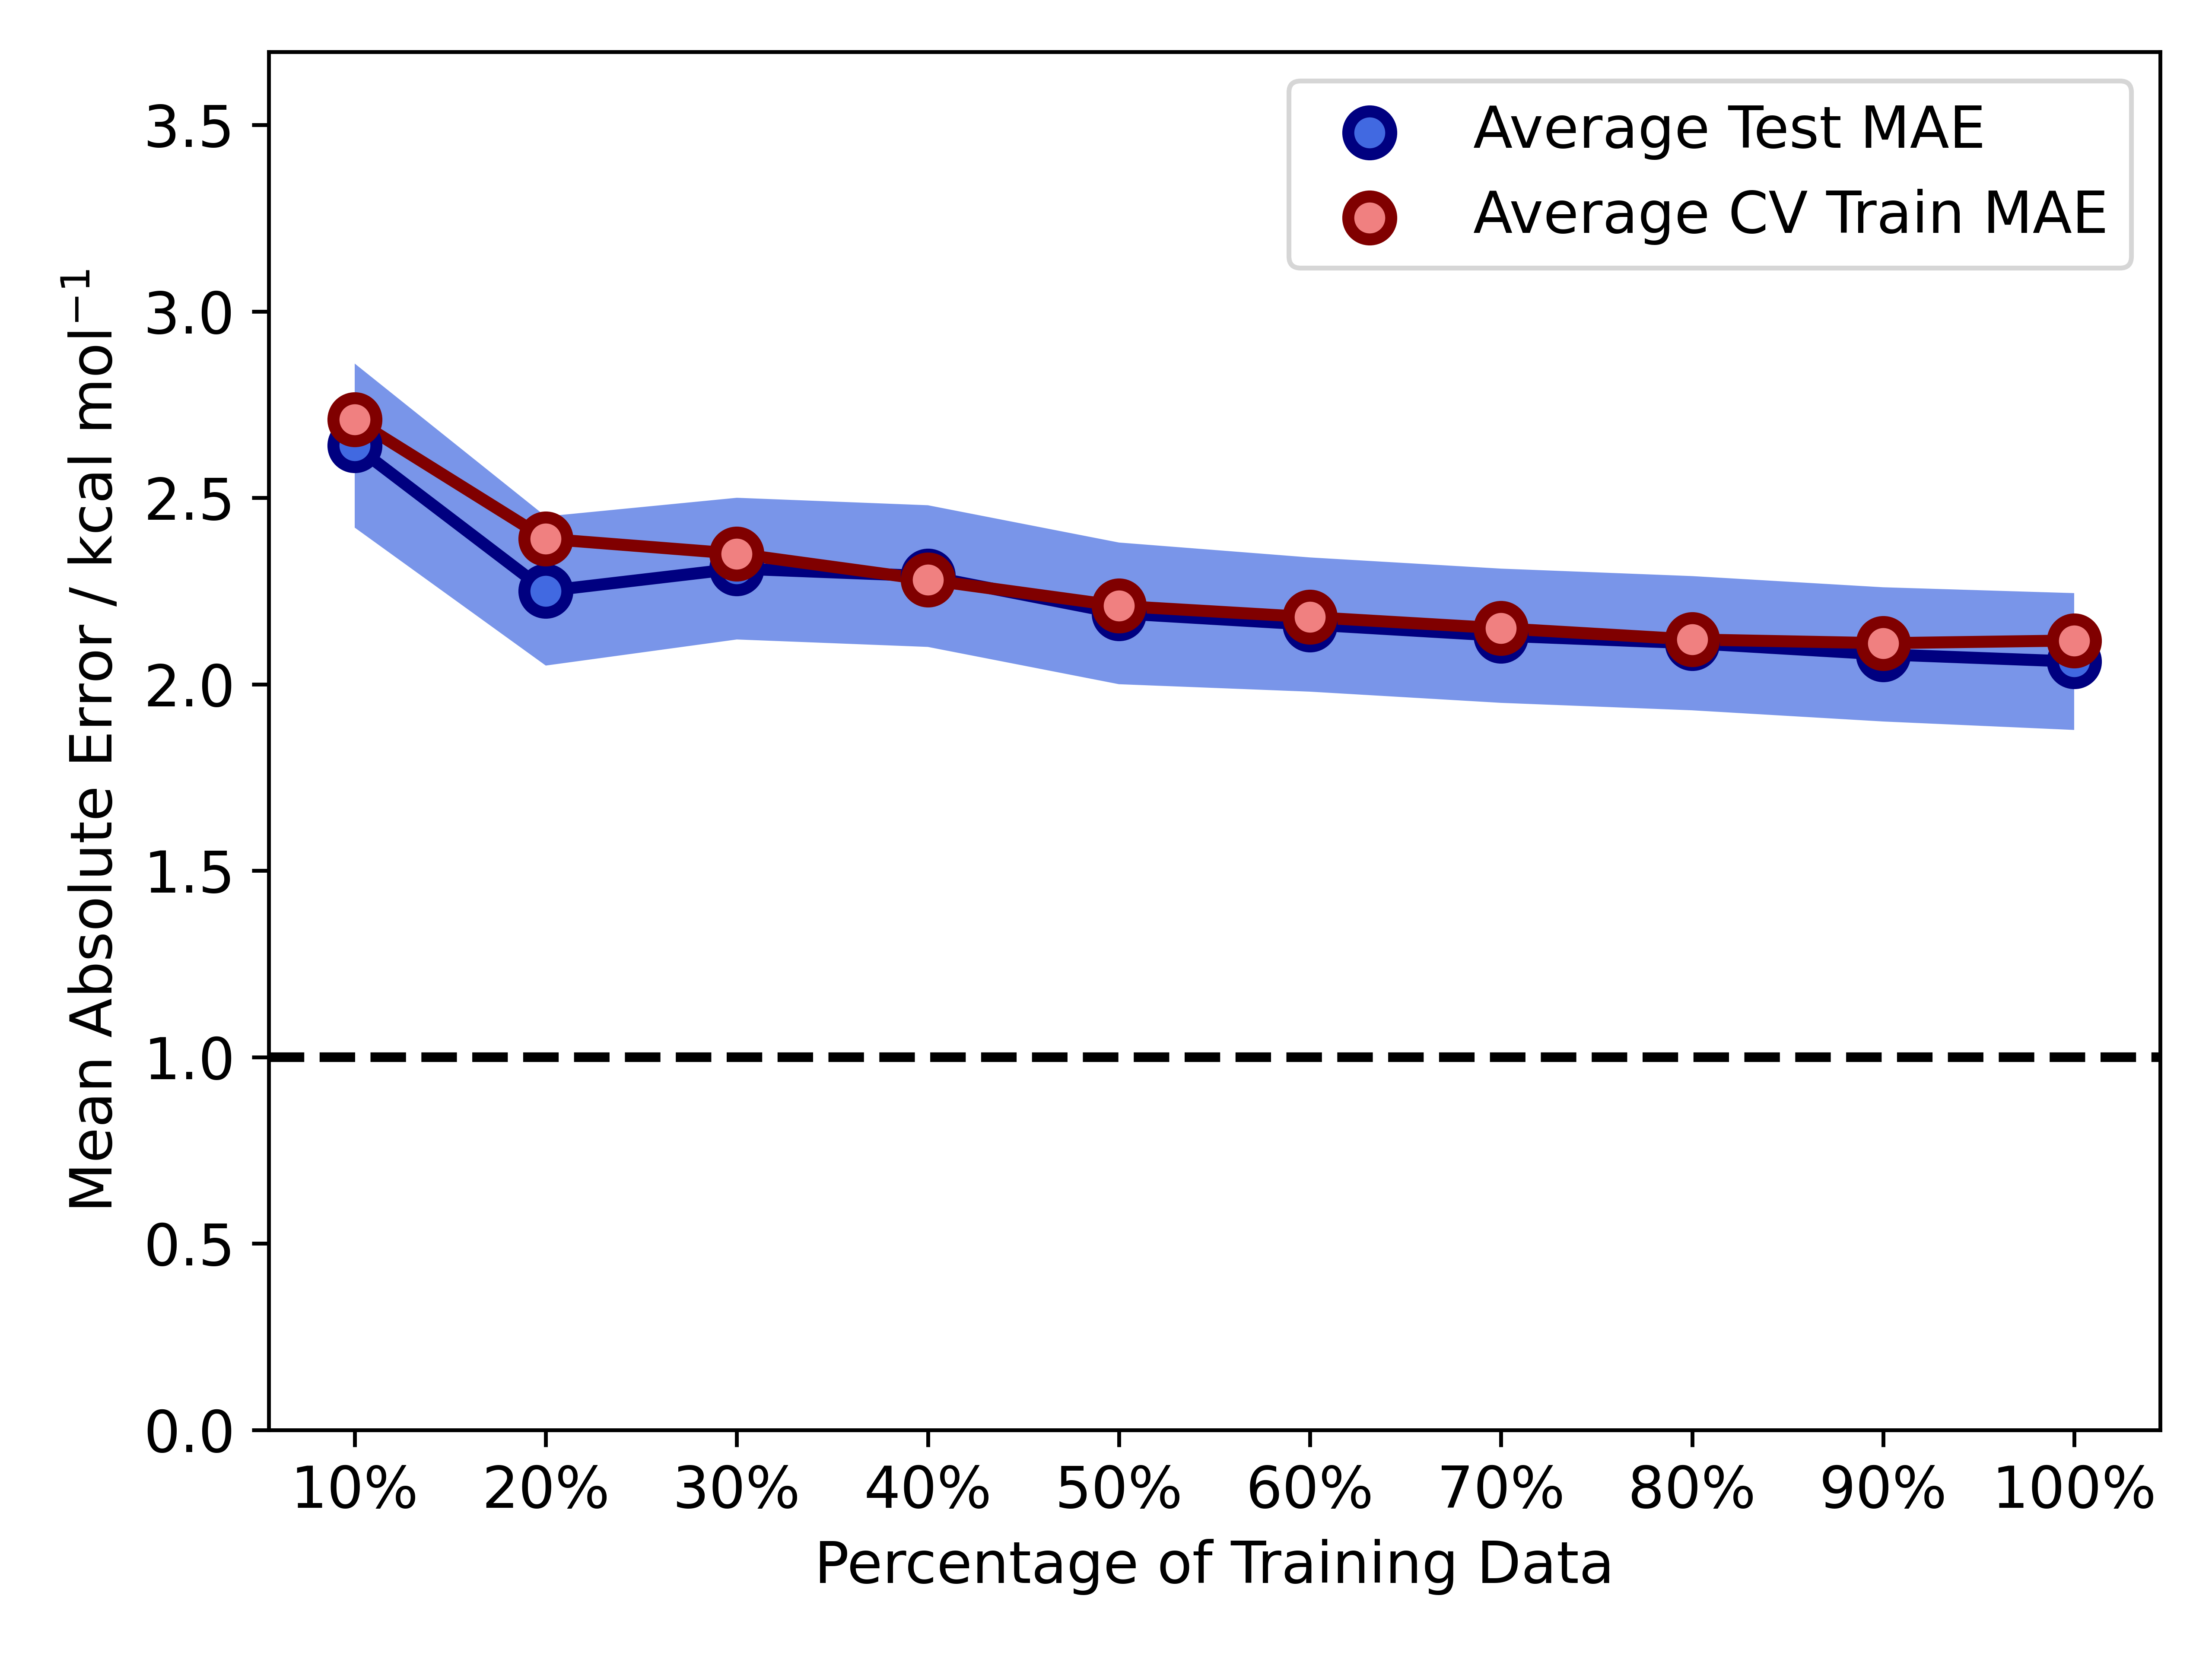 Average Test MAE
Average CV Train MAE
Mean Absolute Error / kcal mol⁻¹
3.5
3.0
2.5
2.0
1.5
1.0
0.5
0.0
10% 20% 30% 40% 50% 60% 70% 80% 90% 100%
Percentage of Training Data